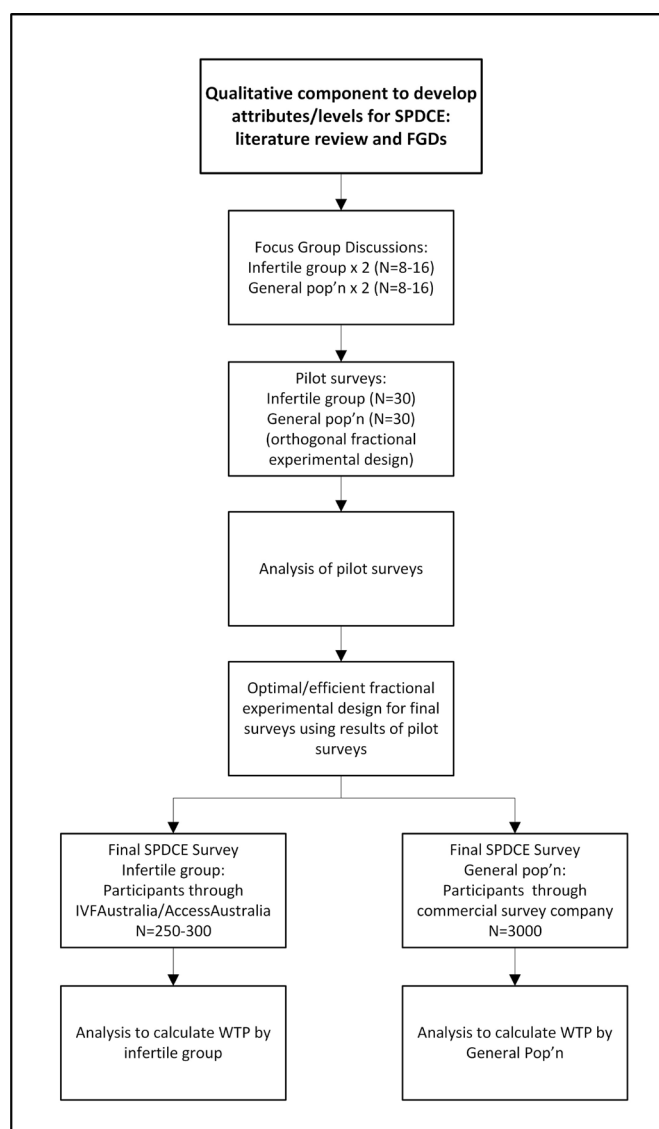 Qualitative component to develop
attributes/levels for SPDCE:
literature review and FGDs
Focus Group Discussions:
Infertile group x 2 (N=8-16)
General pop’n x 2 (N=8-16)
Pilot surveys:
Infertile group (N=30)
General pop’n (N=30)
(orthogonal fractional
experimental design)
Analysis of pilot surveys
Optimal/efficient fractional
experimental design for final
surveys using results of pilot
surveys
Final SPDCE Survey
Infertile group:
Participants through
IVFAustralia/AccessAustralia
N=250-300
Final SPDCE Survey
General pop’n:
Participants through
commercial survey company
N=3000
Analysis to calculate WTP by
infertile group
Analysis to calculate WTP by
General Pop’n